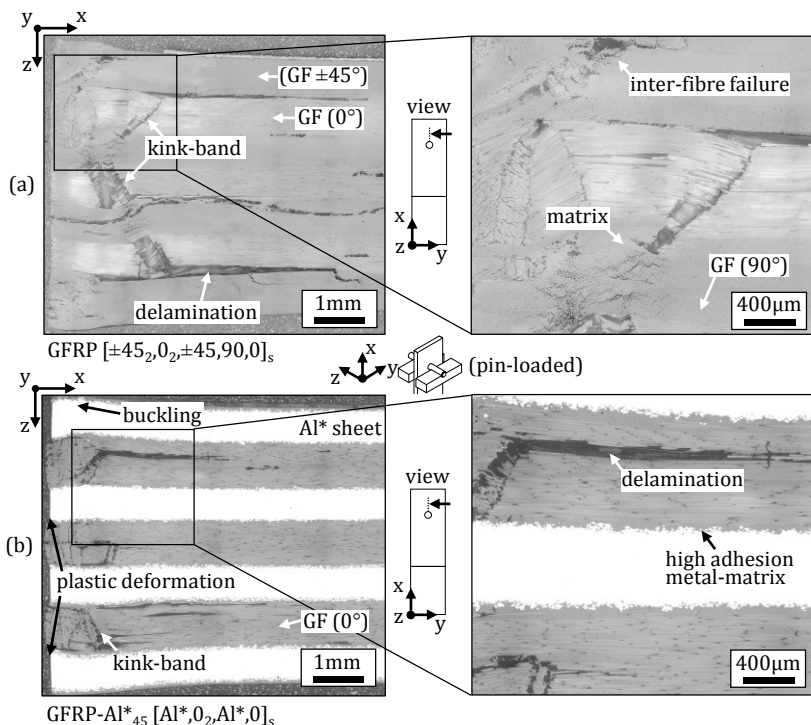 y
x
z
(GF ±45°)
GF (0°)
kink-band
(a)
delamination
1mm
GFRP [±45₂,0₂,±45,90,0]ₛ
view
x
z
y
inter-fibre failure
matrix
GF (90°)
400µm
x
y
z
(pin-loaded)
y
x
z
buckling
Al* sheet
(b)
plastic deformation
GF (0°)
kink-band
1mm
GFRP-Al*₄₅ [Al*,0₂,Al*,0]ₛ
view
x
z
y
delamination
high adhesion
metal-matrix
400µm